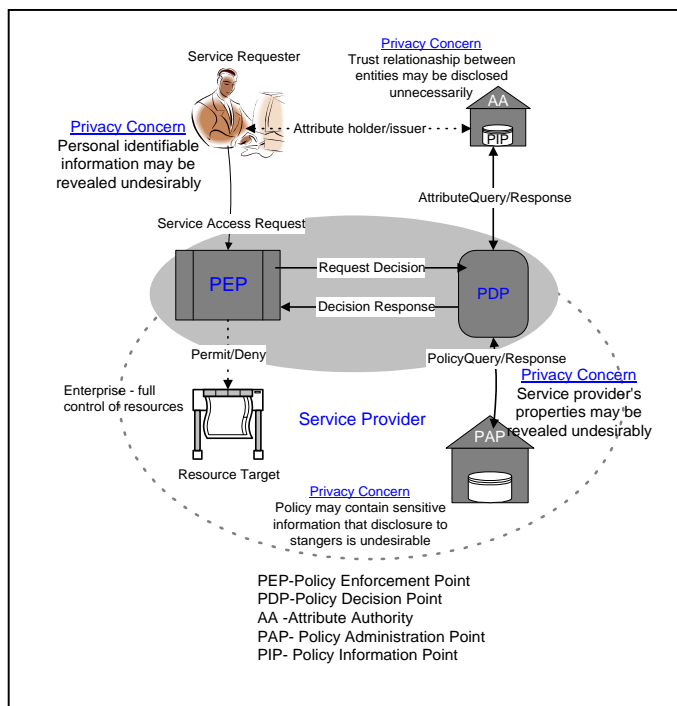 Service Requester
Privacy Concern
Trust relationship between
entities may be disclosed
unnecessarily
AA
PIP
Attribute holder/issuer
Privacy Concern
Personal identifiable
information may be
revealed undesirably
AttributeQuery/Response
Service Access Request
PEP
Request Decision
Decision Response
PDP
Permit/Deny
PolicyQuery/Response
Privacy Concern
Service provider's
properties may be
revealed undesirably
Enterprise - full
control of resources
Service Provider
PAP
Resource Target
Privacy Concern
Policy may contain sensitive
information that disclosure to
stangers is undesirable
PEP-Policy Enforcement Point
PDP-Policy Decision Point
AA -Attribute Authority
PAP- Policy Administration Point
PIP- Policy Information Point